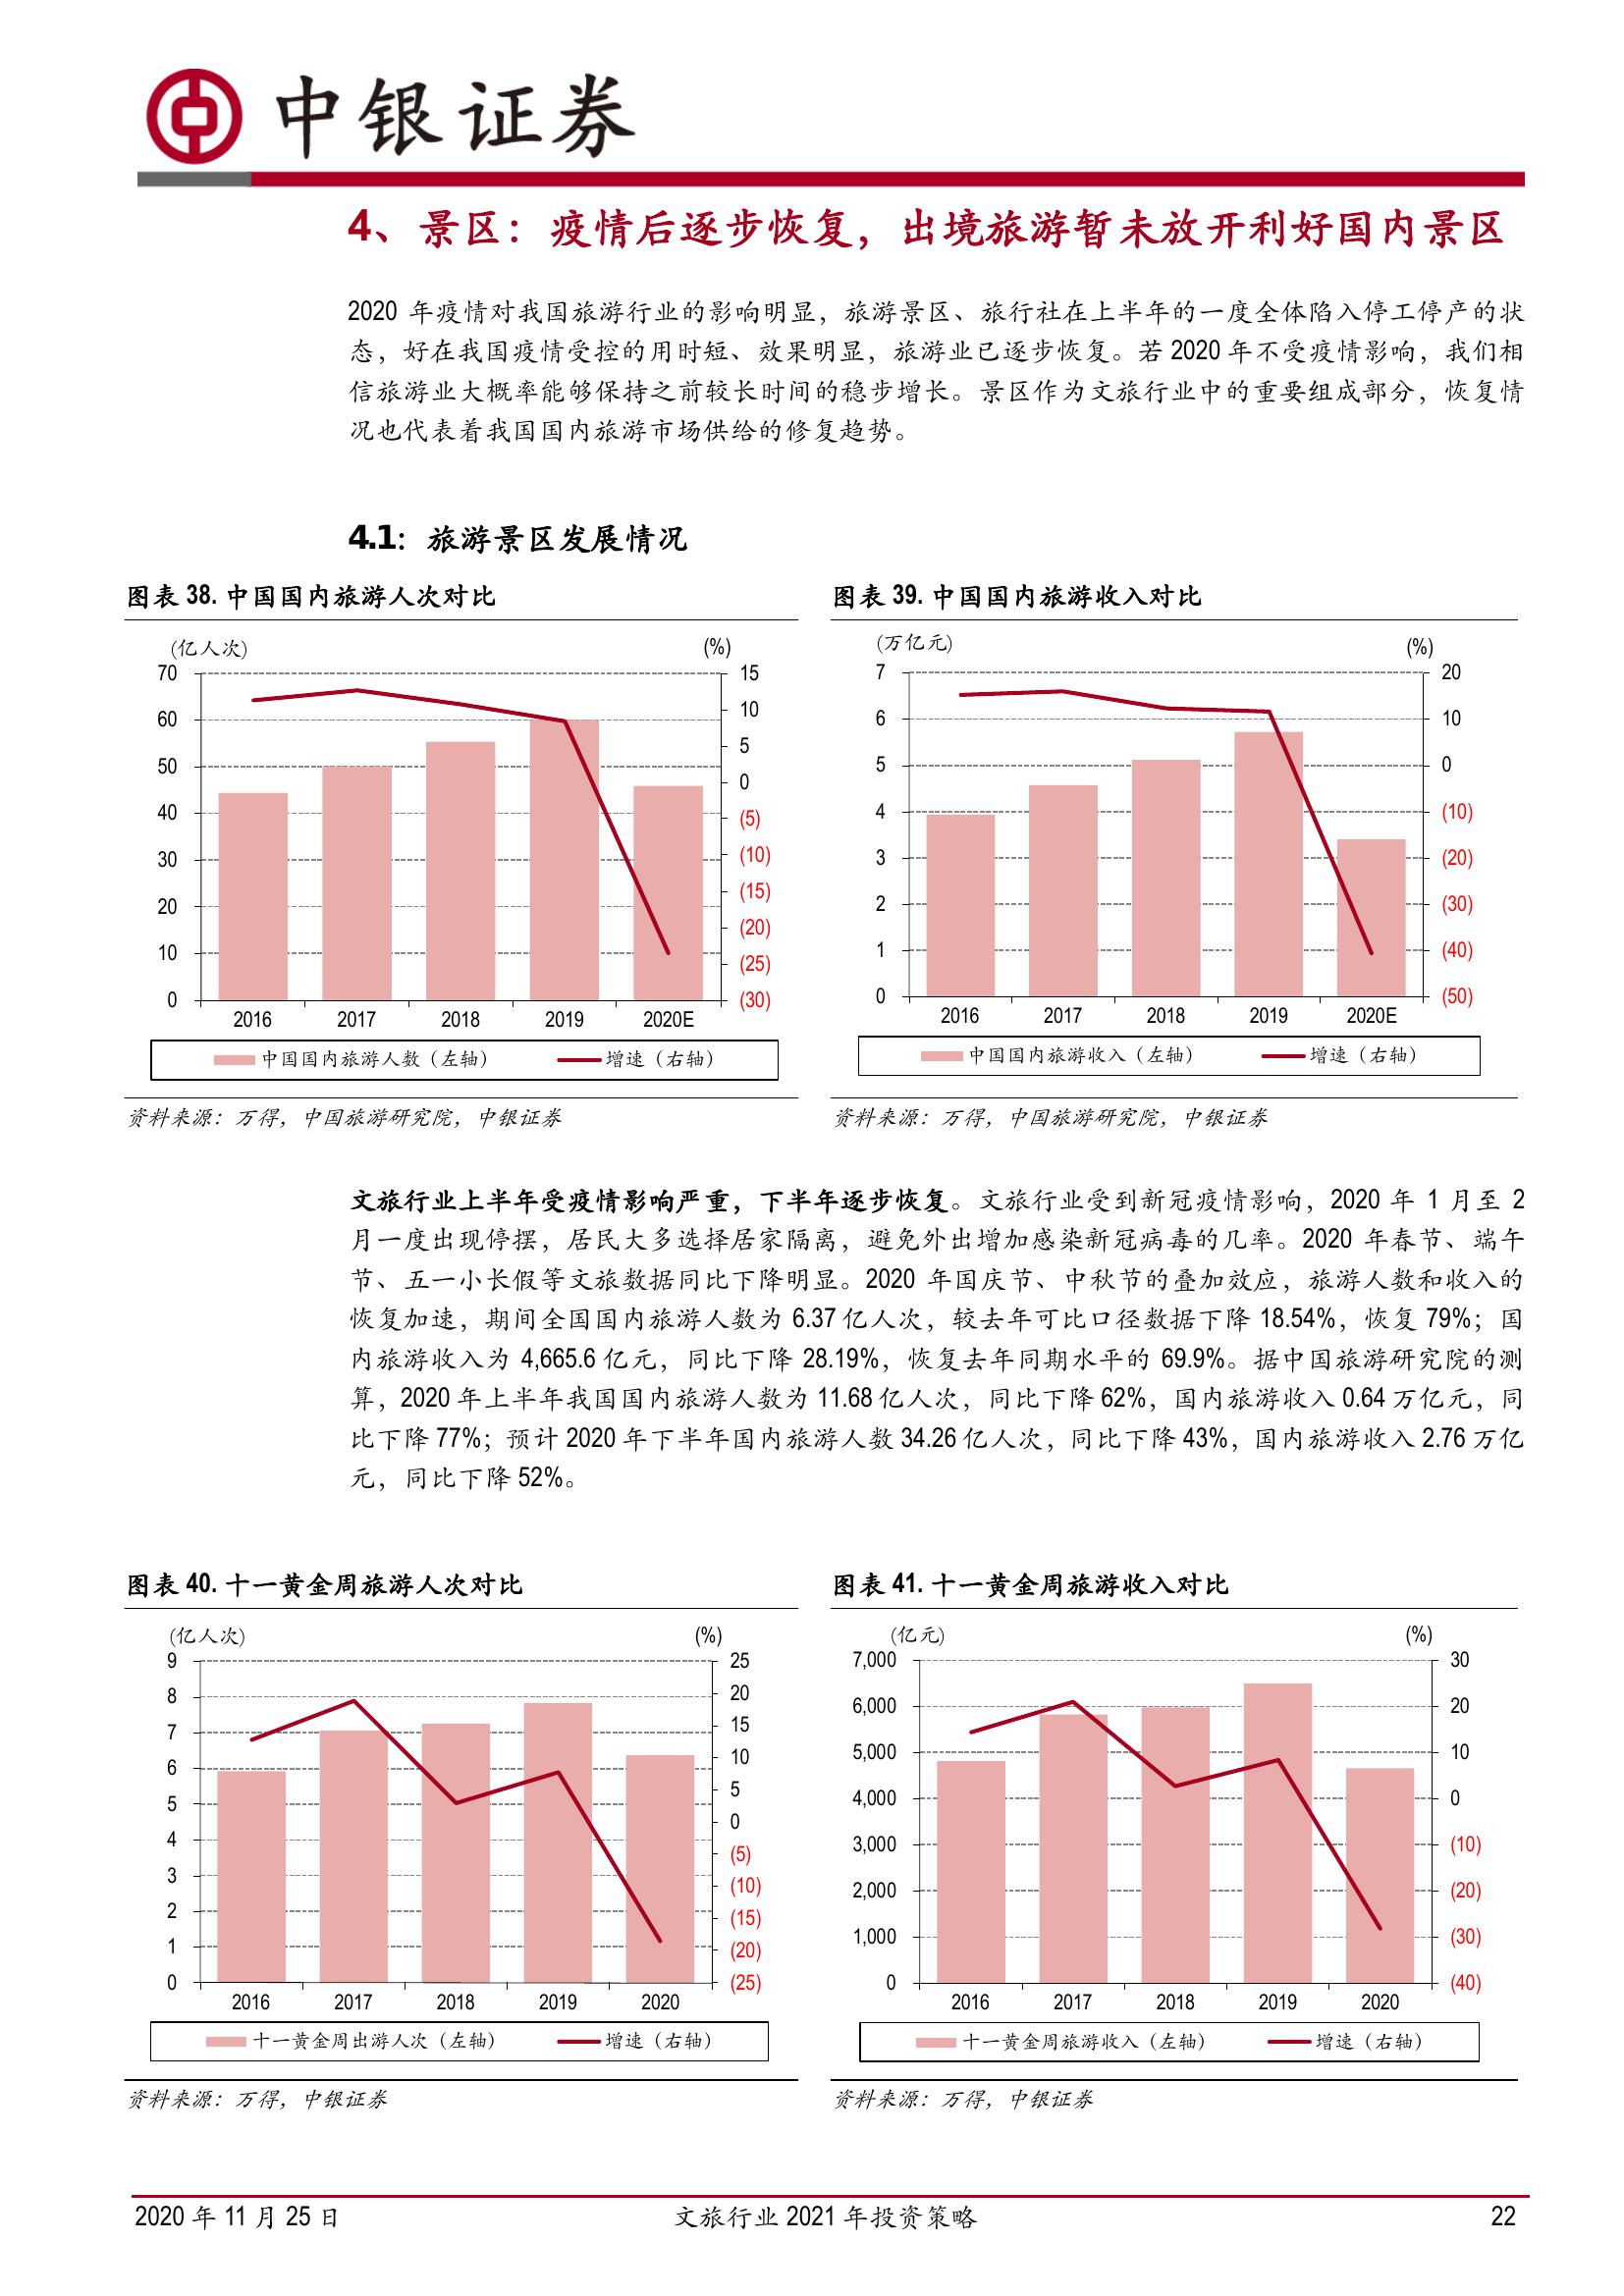 中银证券
4、景区：疫情后逐步恢复，出境旅游暂未放开利好国内景区
2020 年疫情对我国旅游行业的影响明显，旅游景区、旅行社在上半年的一度全体陷入停工停产的状
态，好在我国疫情受控的用时短、效果明显，旅游业已逐步恢复。若 2020 年不受疫情影响，我们相
信旅游业大概率能够保持之前较长时间的稳步增长。景区作为文旅行业中的重要组成部分，恢复情
况也代表着我国国内旅游市场供给的修复趋势。
4.1：旅游景区发展情况
图表 38. 中国国内旅游人次对比
(亿人次) (%)
70 15
60 10
50 5
40 0
30 (5)
20 (10)
10 (15)
0 (20)
(25)
(30)
2016 2017 2018 2019 2020E
中国国内旅游人数（左轴） 增速（右轴）
资料来源：万得，中国旅游研究院，中银证券
图表 39. 中国国内旅游收入对比
(万亿元) (%)
7 20
6 10
5 0
4 (10)
3 (20)
2 (30)
1 (40)
0 (50)
2016 2017 2018 2019 2020E
中国国内旅游收入（左轴） 增速（右轴）
资料来源：万得，中国旅游研究院，中银证券
文旅行业上半年受疫情影响严重，下半年逐步恢复。文旅行业受到新冠疫情影响，2020 年 1 月至 2
月一度出现停摆，居民大多选择居家隔离，避免外出增加感染新冠病毒的几率。2020 年春节、端午
节、五一小长假等文旅数据同比下降明显。2020 年国庆节、中秋节的叠加效应，旅游人数和收入的
恢复加速，期间全国国内旅游人数为 6.37 亿人次，较去年可比口径数据下降 18.54%，恢复 79%；国
内旅游收入为 4,665.6 亿元，同比下降 28.19%，恢复去年同期水平的 69.9%。据中国旅游研究院的测
算，2020 年上半年我国国内旅游人数为 11.68 亿人次，同比下降 62%，国内旅游收入 0.64 万亿元，同
比下降 77%；预计 2020 年下半年国内旅游人数 34.26 亿人次，同比下降 43%，国内旅游收入 2.76 万亿
元，同比下降 52%。
图表 40. 十一黄金周旅游人次对比
(亿人次) (%)
9 25
8 20
7 15
6 10
5 5
4 0
3 (5)
2 (10)
1 (15)
0 (20)
(25)
2016 2017 2018 2019 2020
十一黄金周出游人次（左轴） 增速（右轴）
资料来源：万得，中银证券
图表 41. 十一黄金周旅游收入对比
(亿元) (%)
7,000 30
6,000 20
5,000 10
4,000 0
3,000 (10)
2,000 (20)
1,000 (30)
0 (40)
2016 2017 2018 2019 2020
十一黄金周旅游收入（左轴） 增速（右轴）
资料来源：万得，中银证券
2020 年 11 月 25 日 文旅行业 2021 年投资策略 22